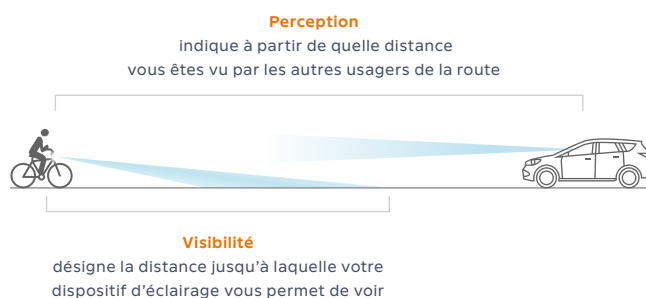 Perception
indique à partir de quelle distance
vous êtes vu par les autres usagers de la route
Visibilité
désigne la distance jusqu'à laquelle votre
dispositif d'éclairage vous permet de voir